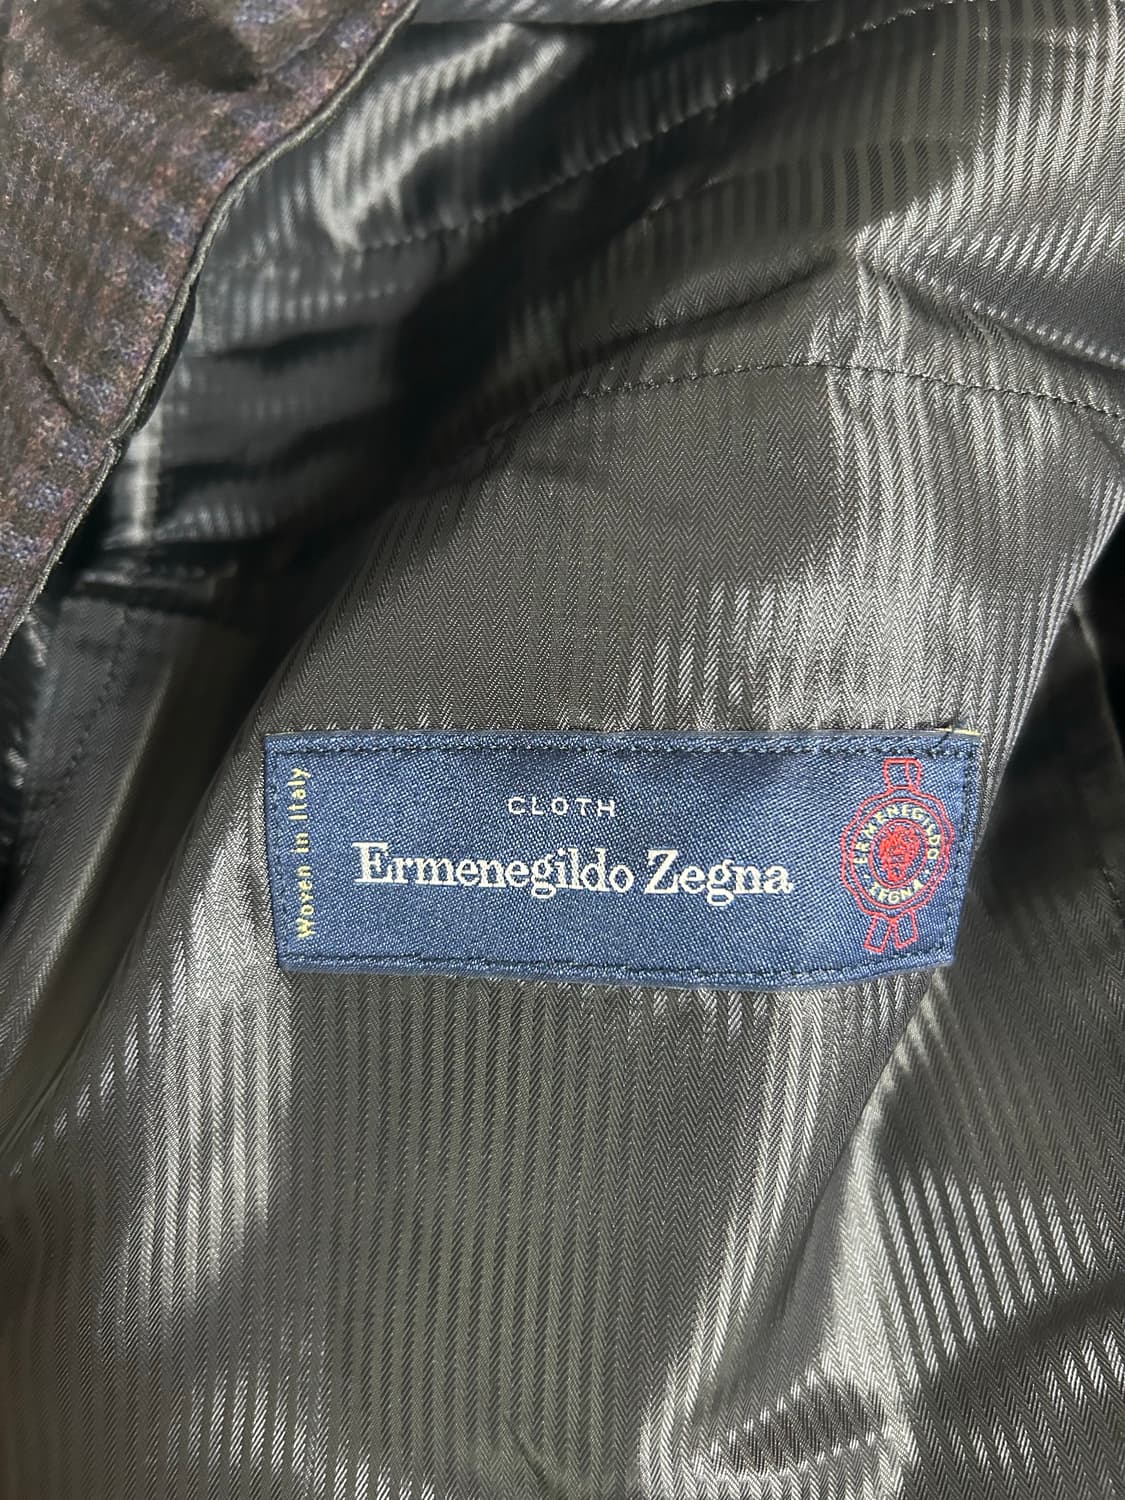 Woven in Italy
CLOTH
Ermenegildo Zegna
ERMENEGILDO
ZEGNA